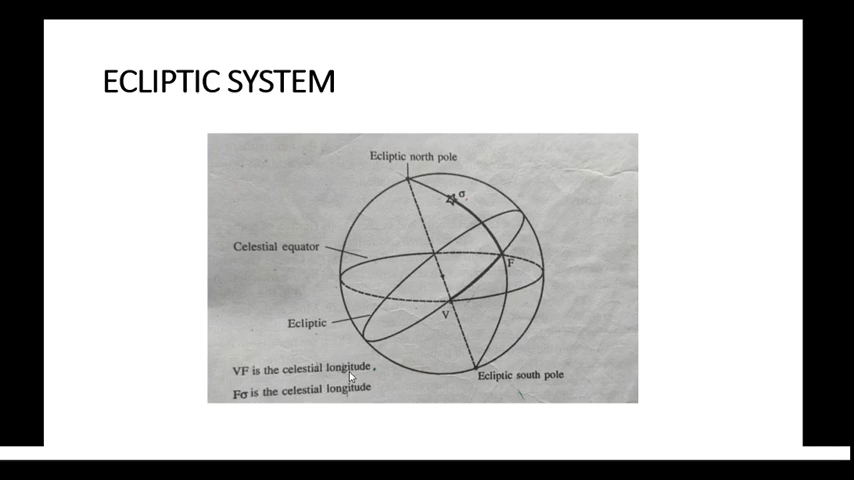 ECLIPTIC SYSTEM
Ecliptic north pole
σ
Celestial equator
F
V
Ecliptic
VF is the celestial longitude.
Ecliptic south pole
Fσ is the celestial longitude